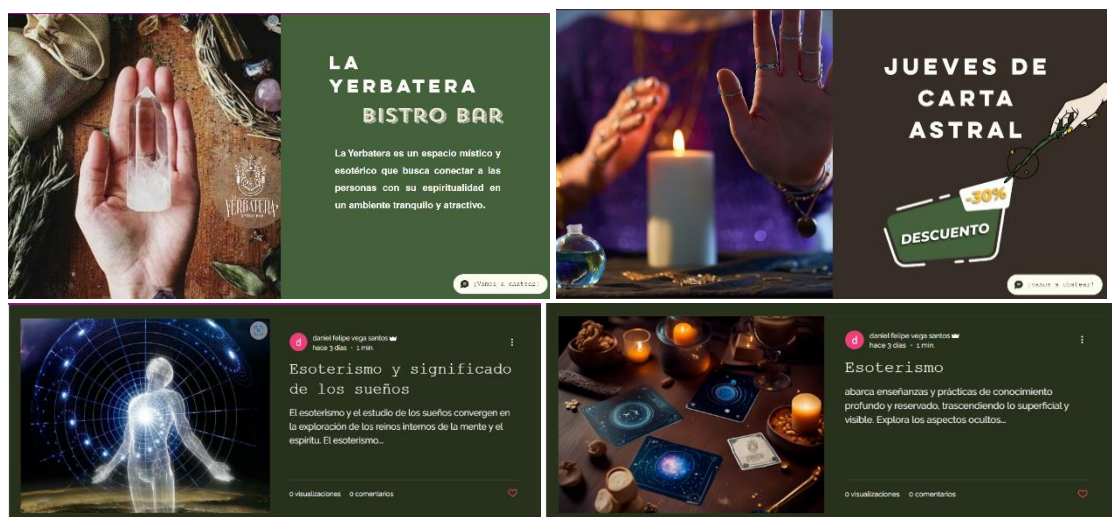 LA
YERBATERA
BISTRO BAR
La Yerbatera es un espacio místico y
esotérico que busca conectar a las
personas con su espiritualidad en
un ambiente tranquilo y atractivo.
YERBATERA
BISTRO BAR
¡Vamos a chatear!
JUEVES DE
CARTA
ASTRAL
-30%
DESCUENTO
¡Vamos a chatear!
d
daniel felipe vega santos
hace 3 días · 1 min.
Esoterismo y significado
de los sueños
El esoterismo y el estudio de los sueños convergen en
la exploración de los reinos internos de la mente y el
espíritu. El esoterismo...
0 visualizaciones 0 comentarios
d
daniel felipe vega santos
hace 3 días · 1 min.
Esoterismo
abarca enseñanzas y prácticas de conocimiento
profundo y reservado, trascendiendo lo superficial y
visible. Explora los aspectos ocultos...
0 visualizaciones 0 comentarios